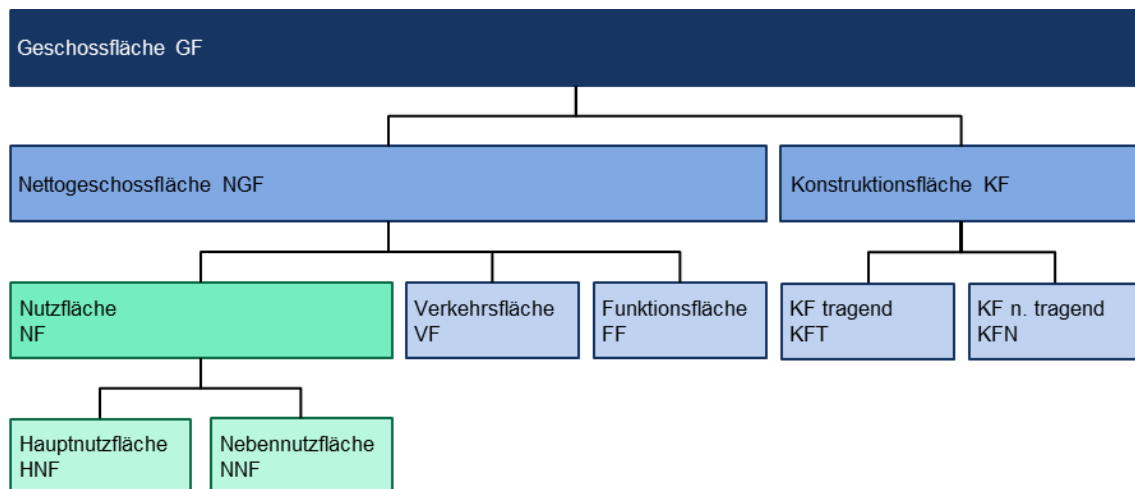 Geschossfläche GF
Nettogeschossfläche NGF
Konstruktionsfläche KF
Nutzfläche
NF
Verkehrsfläche
VF
Funktionsfläche
FF
KF tragend
KFT
KF n. tragend
KFN
Hauptnutzfläche
HNF
Nebennutzfläche
NNF